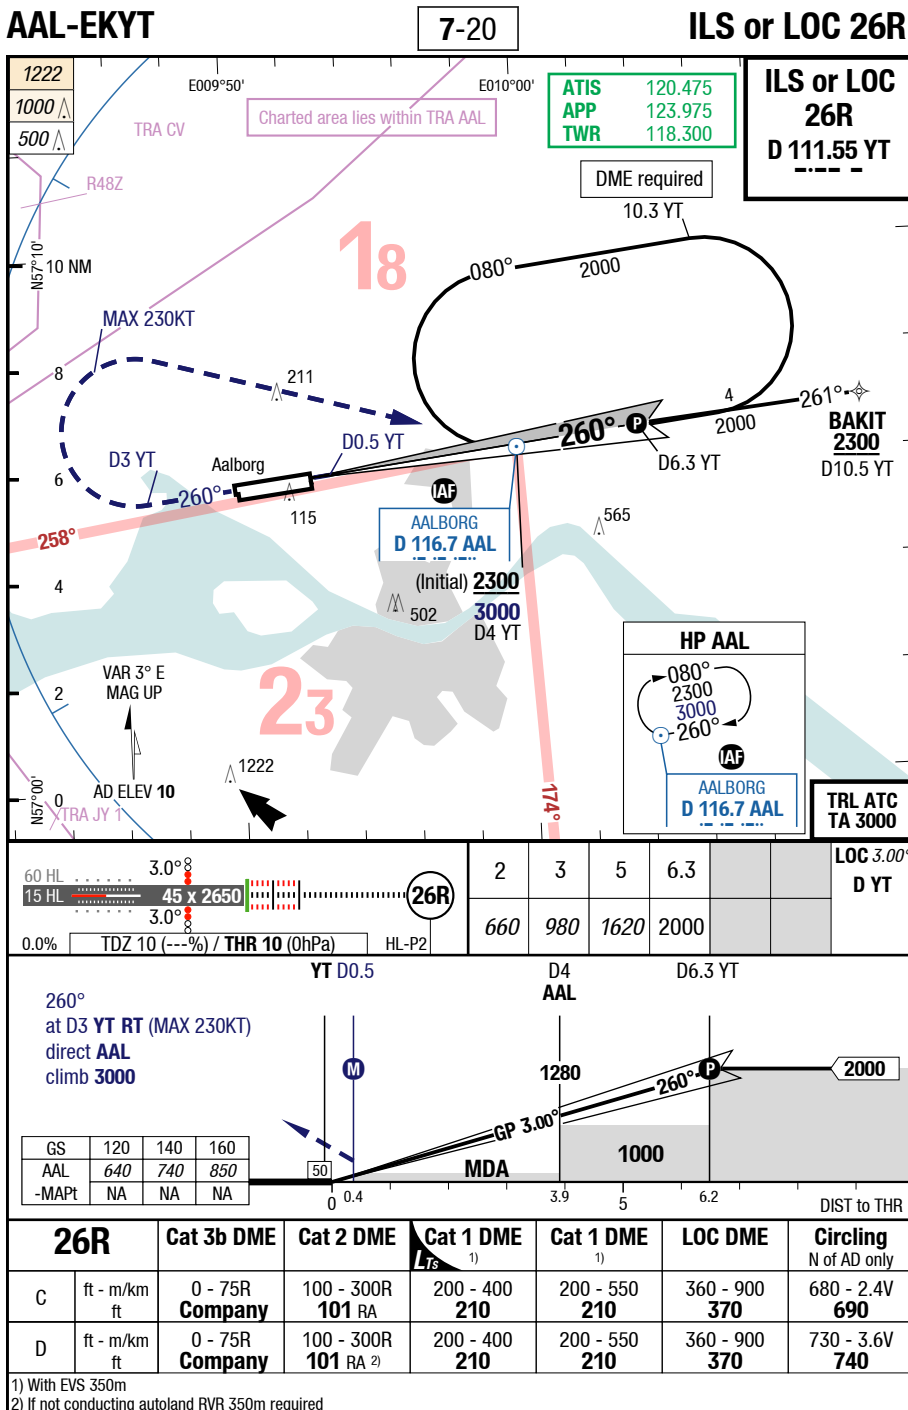 AAL-EKYT
7-20
ILS or LOC 26R
1222
1000
500
E009°50'
E010°00'
TRA CV
Charted area lies within TRA AAL
ATIS 120.475
APP 123.975
TWR 118.300
ILS or LOC
26R
D 111.55 YT
R48Z
DME required
10.3 YT
18
N57°10'
10 NM
080°
2000
MAX 230KT
8
211
4
2000
261°
BAKIT
2300
D10.5 YT
260°
P
D6.3 YT
D0.5 YT
D3 YT
Aalborg
6
260°
115
IAF
258°
AALBORG
D 116.7 AAL
565
4
(Initial) 2300
3000
D4 YT
502
HP AAL
080°
2300
3000
260°
IAF
AALBORG
D 116.7 AAL
VAR 3° E
MAG UP
2
23
1222
AD ELEV 10
N57°00'
0
TRA JY 1
174°
TRL ATC
TA 3000
60 HL
15 HL
3.0°
45 x 2650
3.0°
26R
0.0%
TDZ 10 (---%) / THR 10 (0hPa)
HL-P2
2 3 5 6.3
660 980 1620 2000
LOC 3.00°
D YT
YT D0.5
D4
AAL
D6.3 YT
260°
at D3 YT RT (MAX 230KT)
direct AAL
climb 3000
M
1280
P
260°
2000
GP 3.00°
1000
MDA
50
GS 120 140 160
AAL 640 740 850
-MAPt NA NA NA
0 0.4 3.9 5 6.2
DIST to THR
26R
Cat 3b DME
Cat 2 DME
LTS Cat 1 DME 1)
Cat 1 DME 1)
LOC DME
Circling
N of AD only
C ft - m/km 0 - 75R 100 - 300R 200 - 400 200 - 550 360 - 900 680 - 2.4V
ft Company 101 RA 210 210 370 690
D ft - m/km 0 - 75R 100 - 300R 200 - 400 200 - 550 360 - 900 730 - 3.6V
ft Company 101 RA 2) 210 210 370 740
1) With EVS 350m
2) If not conducting autoland RVR 350m required